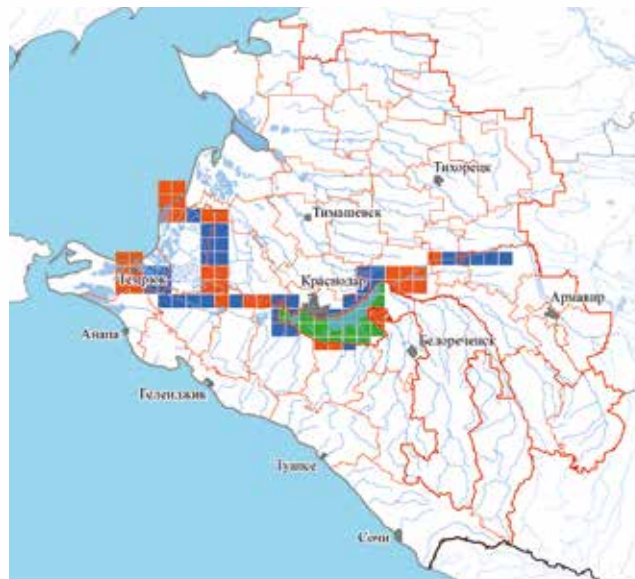 Тихорецк
Тимашевск
Темрюк
Краснодар
Армавир
Анапа
Белореченск
Геленджик
Туапсе
Сочи